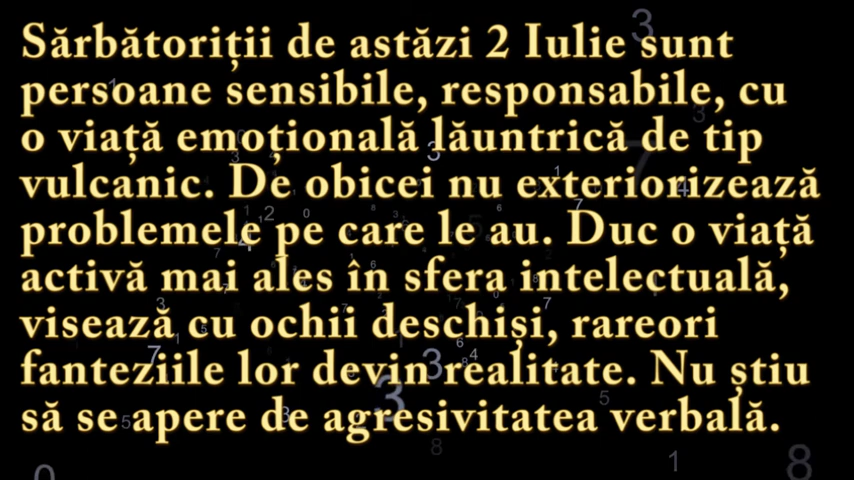 Sărbătoriții de astăzi 2 Iulie sunt
persoane sensibile, responsabile, cu
o viață emoțională lăuntrică de tip
vulcanic. De obicei nu exteriorizează
problemele pe care le au. Duc o viață
activă mai ales în sfera intelectuală,
visează cu ochii deschiși, rareori
fanteziile lor devin realitate. Nu știu
să se apere de agresivitatea verbală.